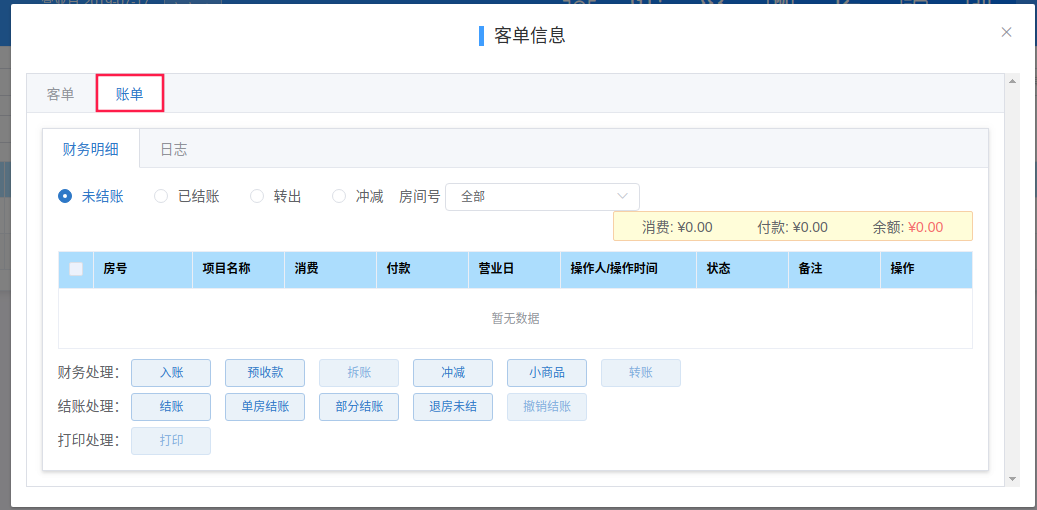 客单信息
客单 账单
财务明细 日志
未结账 已结账 转出 冲减 房间号 全部
消费: ¥0.00 付款: ¥0.00 余额: ¥0.00
房号 项目名称 消费 付款 营业日 操作人/操作时间 状态 备注 操作
暂无数据
财务处理： 入账 预收款 拆账 冲减 小商品 转账
结账处理： 结账 单房结账 部分结账 退房未结 撤销结账
打印处理： 打印